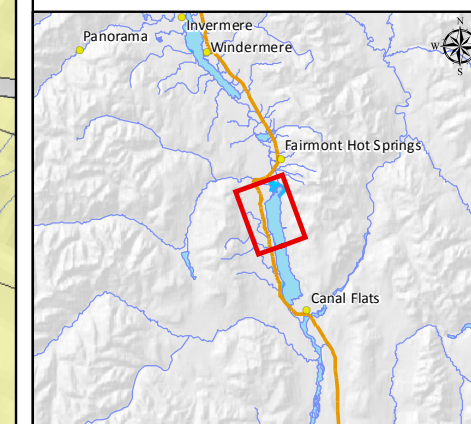 Invermere
Panorama
Windermere
N
W
S
Fairmont Hot Springs
Canal Flats